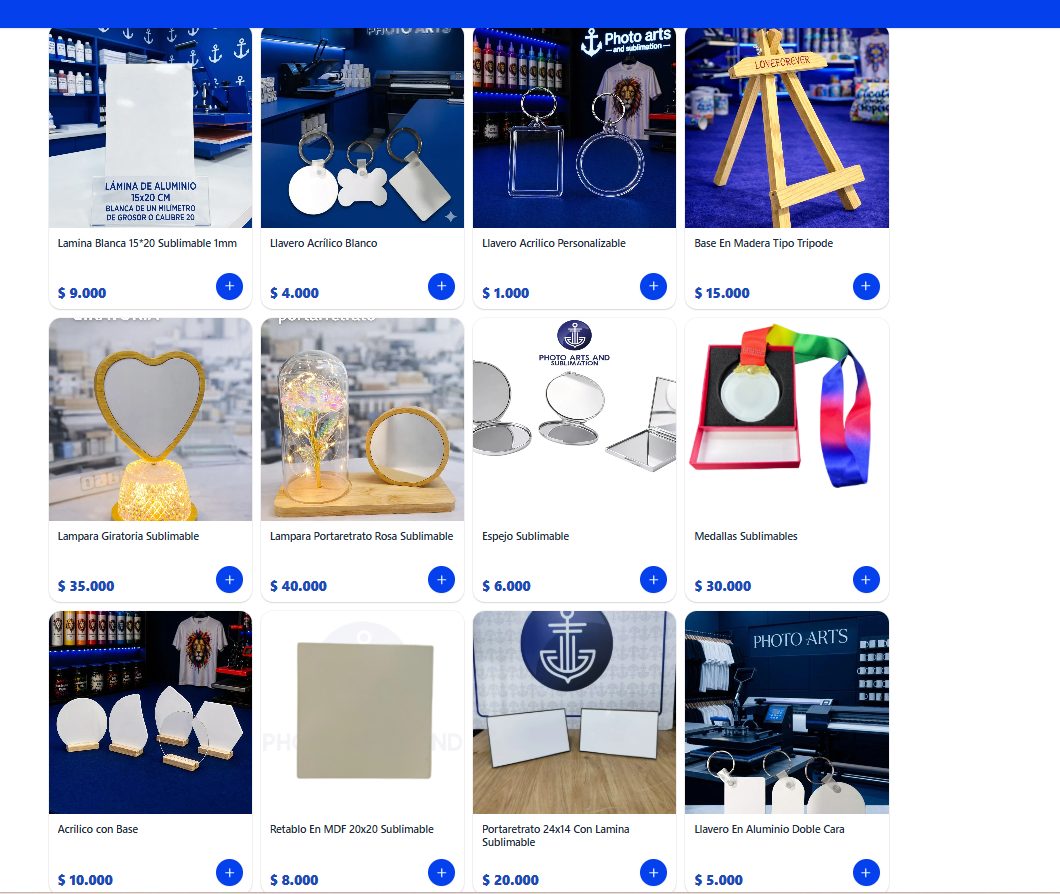 PHOTO ARTS
Photo arts
and sublimation
LOVEFOREVER
LÁMINA DE ALUMINIO
15x20 CM
BLANCA DE UN MILÍMETRO
DE GROSOR O CALIBRE 20
Lamina Blanca 15*20 Sublimable 1mm
Llavero Acrílico Blanco
Llavero Acrilico Personalizable
Base En Madera Tipo Tripode
$ 9.000
$ 4.000
$ 1.000
$ 15.000
portarretrato
PHOTO ARTS AND
SUBLIMATION
Lampara Giratoria Sublimable
Lampara Portaretrato Rosa Sublimable
Espejo Sublimable
Medallas Sublimables
$ 35.000
$ 40.000
$ 6.000
$ 30.000
PHOTO ARTS
Acrilico con Base
Retablo En MDF 20x20 Sublimable
Portaretrato 24x14 Con Lamina
Sublimable
Llavero En Aluminio Doble Cara
$ 10.000
$ 8.000
$ 20.000
$ 5.000